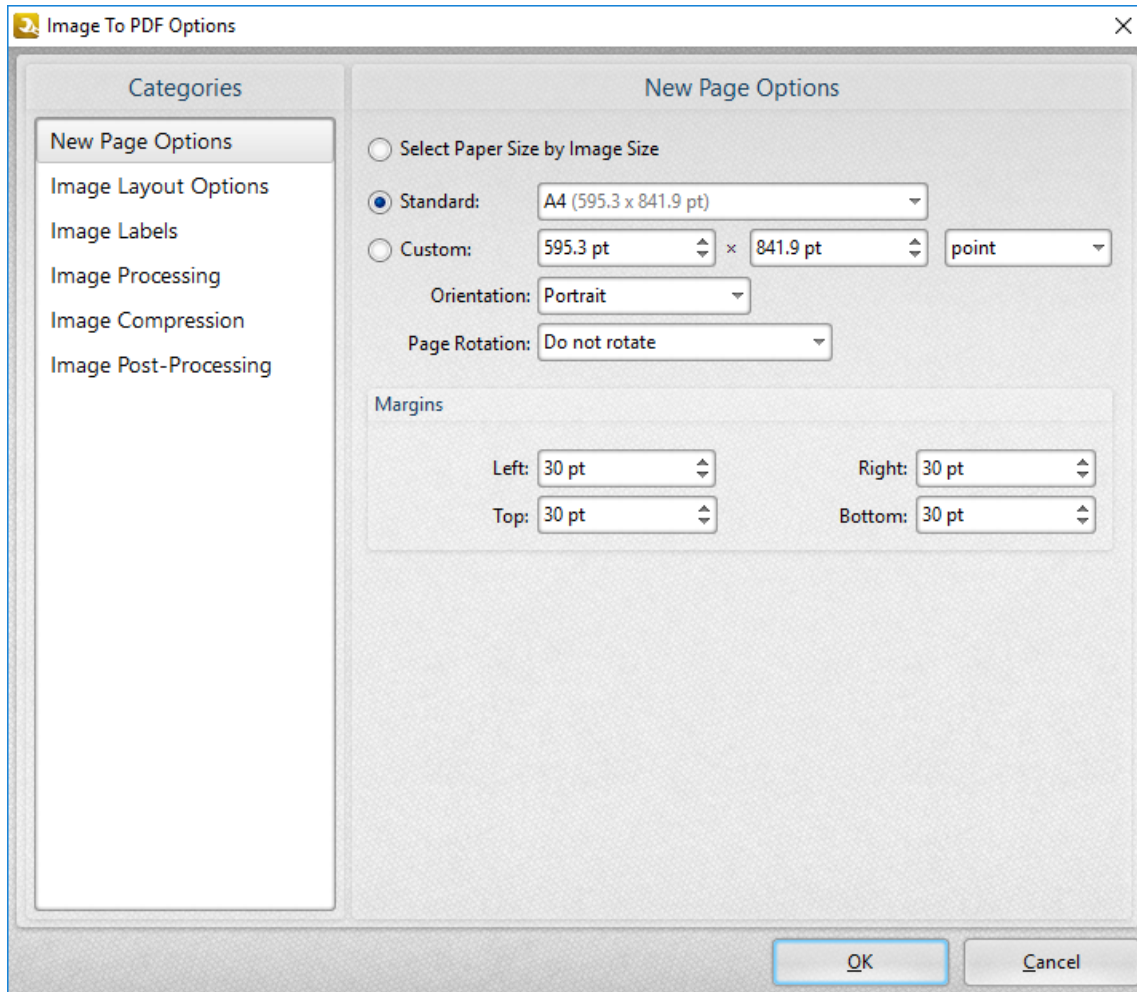 Image To PDF Options
Categories
New Page Options
Image Layout Options
Image Labels
Image Processing
Image Compression
Image Post-Processing
New Page Options
Select Paper Size by Image Size
Standard: A4 (595.3 x 841.9 pt)
Custom: 595.3 pt × 841.9 pt point
Orientation: Portrait
Page Rotation: Do not rotate
Margins
Left: 30 pt Right: 30 pt
Top: 30 pt Bottom: 30 pt
OK Cancel